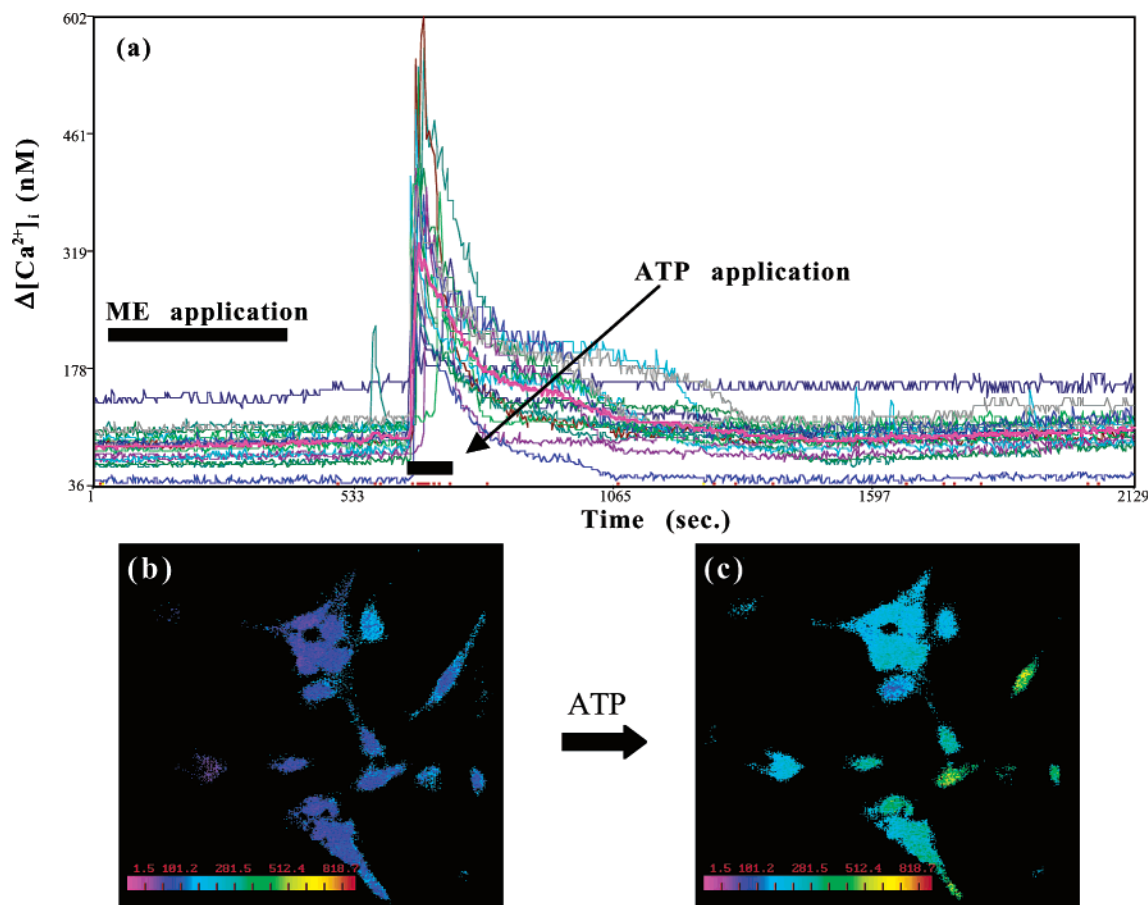 602
(a)
461
Δ[Ca²⁺]ᵢ (nM)
319
ATP application
ME application
178
36
1 533 1065 1597 2129
Time (sec.)
(b)
(c)
ATP
1.5 101.2 281.5 512.4 818.7
1.5 101.2 281.5 512.4 818.7